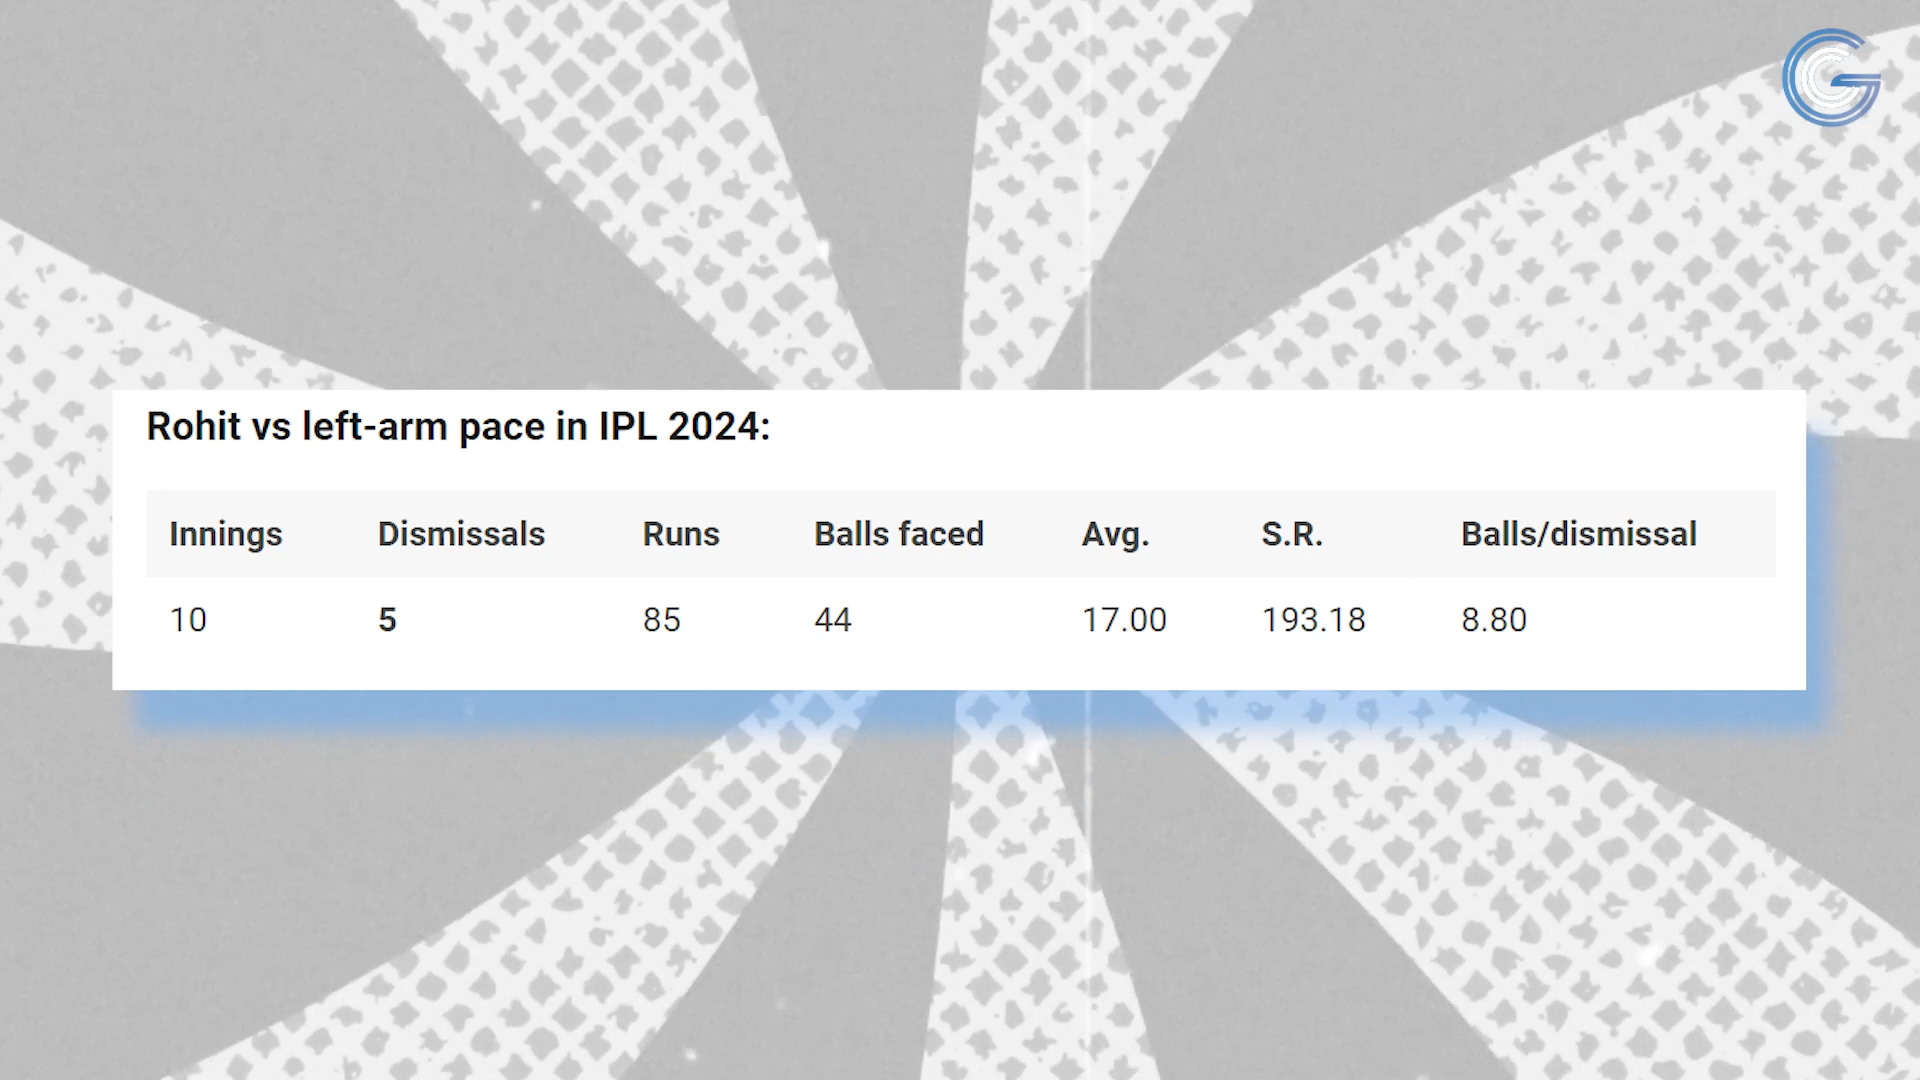 Rohit vs left-arm pace in IPL 2024:
Innings Dismissals Runs Balls faced Avg. S.R. Balls/dismissal
10 5 85 44 17.00 193.18 8.80